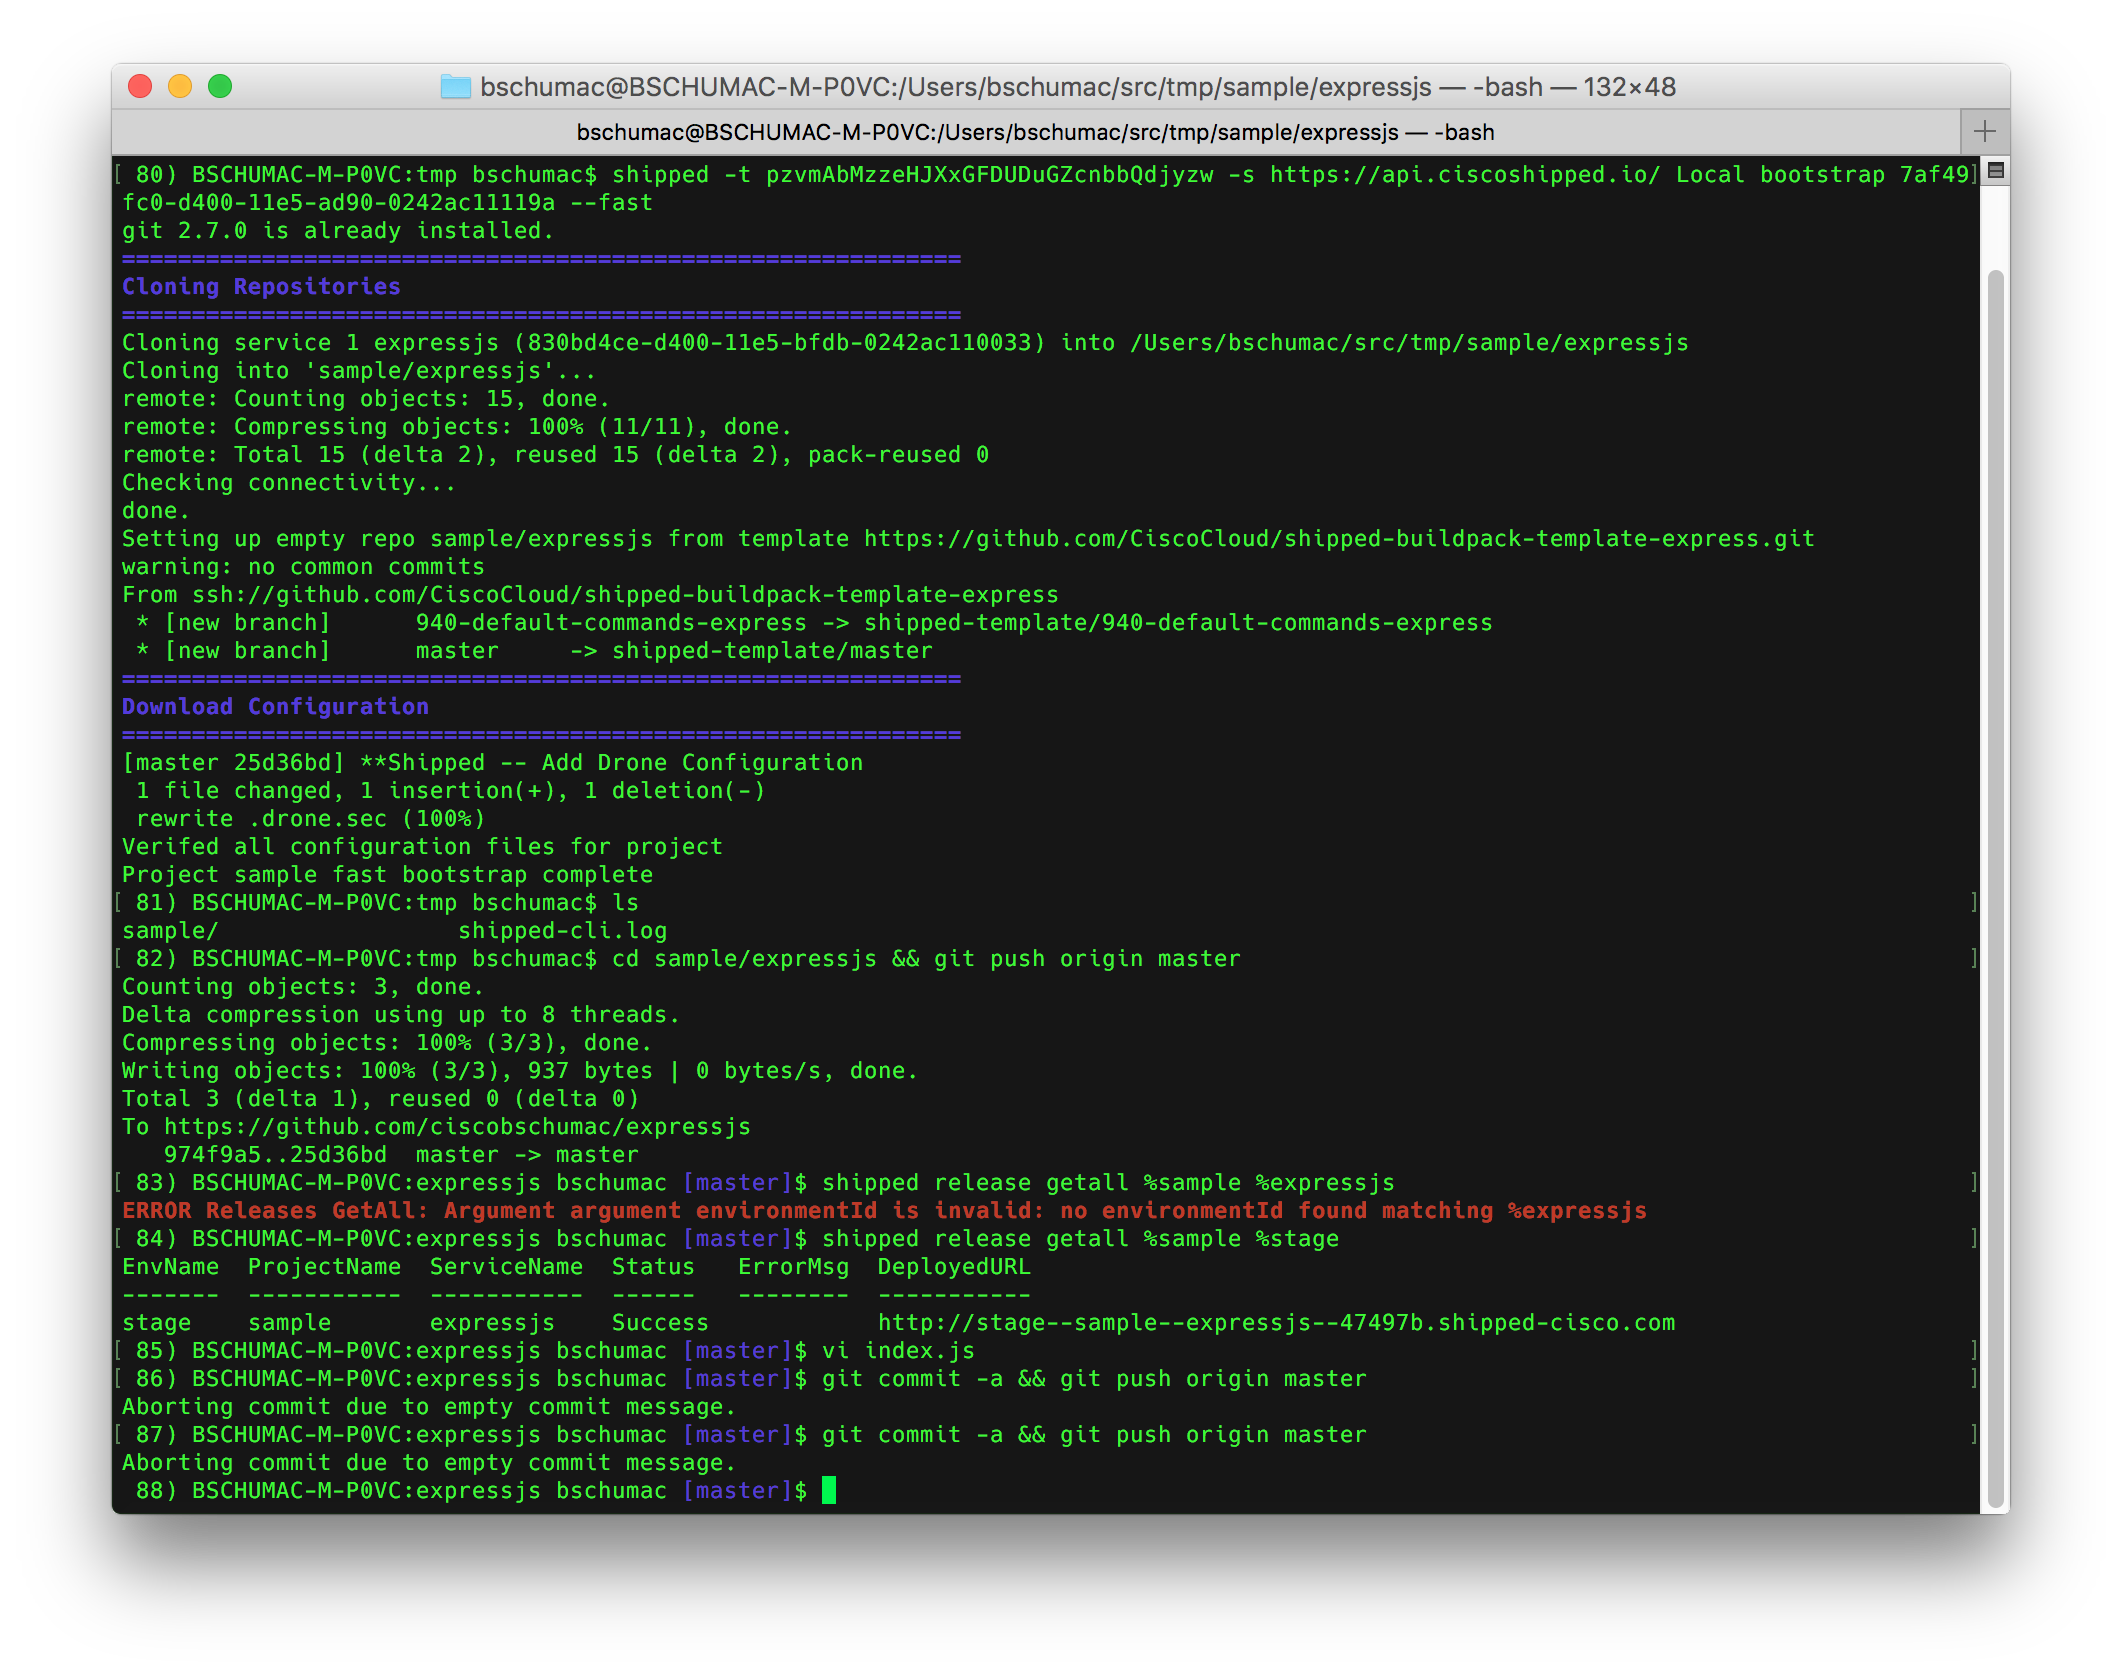 bschumac@BSCHUMAC-M-P0VC:/Users/bschumac/src/tmp/sample/expressjs — -bash — 132×48
bschumac@BSCHUMAC-M-P0VC:/Users/bschumac/src/tmp/sample/expressjs — -bash
[ 80) BSCHUMAC-M-P0VC:tmp bschumac$ shipped -t pzvmAbMzzeHJXxGFDUDuGZcnbbQdjyzw -s https://api.ciscoshipped.io/ Local bootstrap 7af49]
fc0-d400-11e5-ad90-0242ac11119a --fast
git 2.7.0 is already installed.
============================================================
Cloning Repositories
============================================================
Cloning service 1 expressjs (830bd4ce-d400-11e5-bfdb-0242ac110033) into /Users/bschumac/src/tmp/sample/expressjs
Cloning into 'sample/expressjs'...
remote: Counting objects: 15, done.
remote: Compressing objects: 100% (11/11), done.
remote: Total 15 (delta 2), reused 15 (delta 2), pack-reused 0
Checking connectivity...
done.
Setting up empty repo sample/expressjs from template https://github.com/CiscoCloud/shipped-buildpack-template-express.git
warning: no common commits
From ssh://github.com/CiscoCloud/shipped-buildpack-template-express
 * [new branch]      940-default-commands-express -> shipped-template/940-default-commands-express
 * [new branch]      master     -> shipped-template/master
============================================================
Download Configuration
============================================================
[master 25d36bd] **Shipped -- Add Drone Configuration
 1 file changed, 1 insertion(+), 1 deletion(-)
 rewrite .drone.sec (100%)
Verifed all configuration files for project
Project sample fast bootstrap complete
[ 81) BSCHUMAC-M-P0VC:tmp bschumac$ ls ]
sample/                 shipped-cli.log
[ 82) BSCHUMAC-M-P0VC:tmp bschumac$ cd sample/expressjs && git push origin master ]
Counting objects: 3, done.
Delta compression using up to 8 threads.
Compressing objects: 100% (3/3), done.
Writing objects: 100% (3/3), 937 bytes | 0 bytes/s, done.
Total 3 (delta 1), reused 0 (delta 0)
To https://github.com/ciscobschumac/expressjs
   974f9a5..25d36bd  master -> master
[ 83) BSCHUMAC-M-P0VC:expressjs bschumac [master]$ shipped release getall %sample %expressjs ]
ERROR Releases GetAll: Argument argument environmentId is invalid: no environmentId found matching %expressjs
[ 84) BSCHUMAC-M-P0VC:expressjs bschumac [master]$ shipped release getall %sample %stage ]
EnvName  ProjectName  ServiceName  Status   ErrorMsg  DeployedURL
-------  -----------  -----------  ------   --------  -----------
stage    sample       expressjs    Success            http://stage--sample--expressjs--47497b.shipped-cisco.com
[ 85) BSCHUMAC-M-P0VC:expressjs bschumac [master]$ vi index.js ]
[ 86) BSCHUMAC-M-P0VC:expressjs bschumac [master]$ git commit -a && git push origin master ]
Aborting commit due to empty commit message.
[ 87) BSCHUMAC-M-P0VC:expressjs bschumac [master]$ git commit -a && git push origin master ]
Aborting commit due to empty commit message.
 88) BSCHUMAC-M-P0VC:expressjs bschumac [master]$